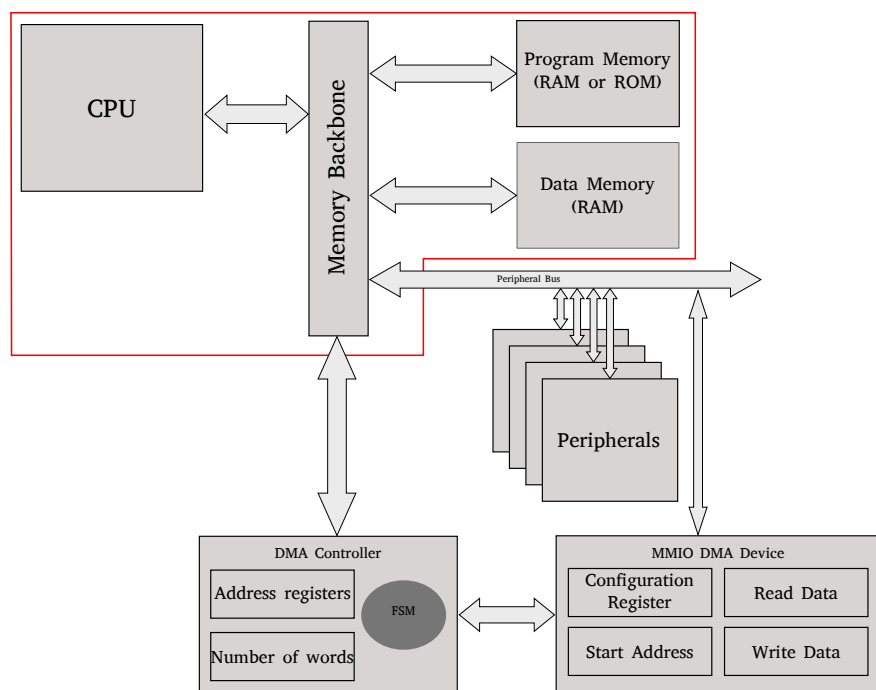 CPU
Memory Backbone
Program Memory
(RAM or ROM)
Data Memory
(RAM)
Peripheral Bus
Peripherals
DMA Controller
Address registers
Number of words
FSM
MMIO DMA Device
Configuration
Register
Read Data
Start Address
Write Data